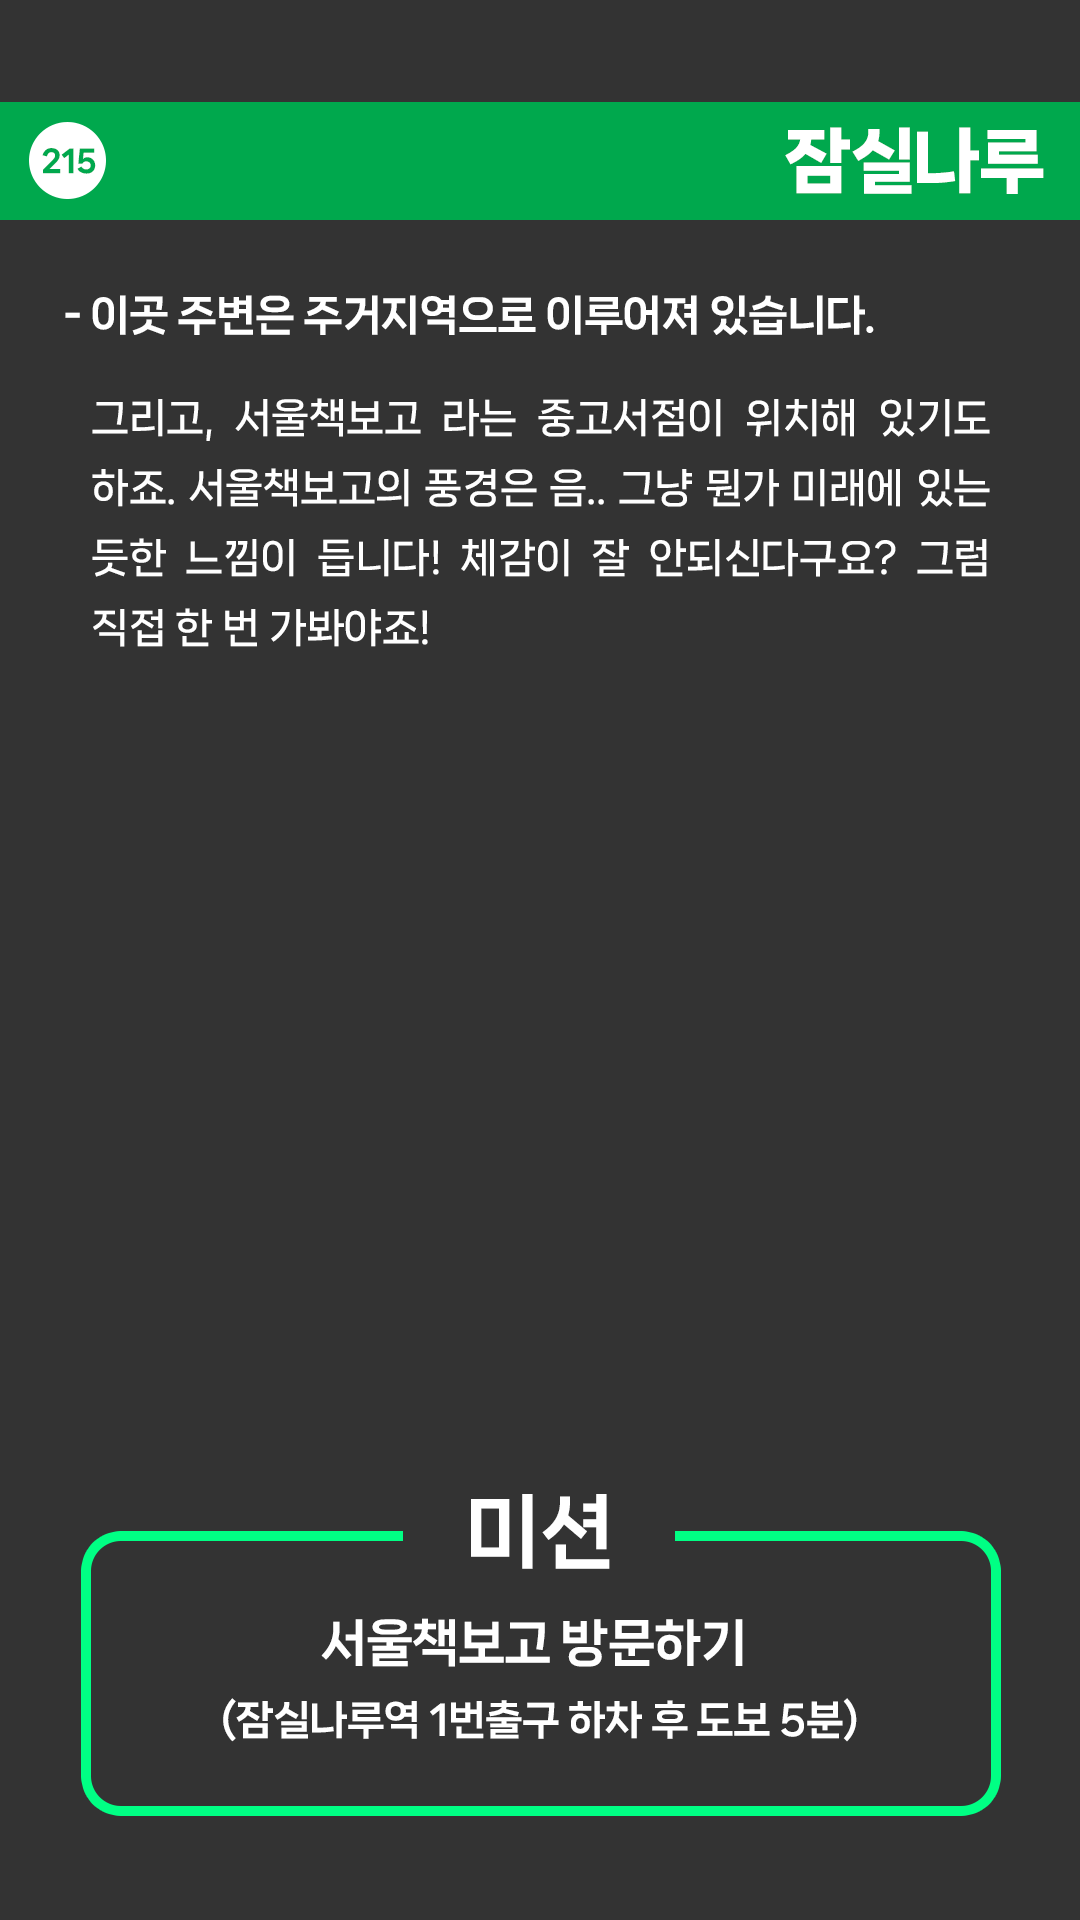 215
잠실나루
- 이곳 주변은 주거지역으로 이루어져 있습니다.
그리고, 서울책보고 라는 중고서점이 위치해 있기도
하죠. 서울책보고의 풍경은 음.. 그냥 뭔가 미래에 있는
듯한 느낌이 듭니다! 체감이 잘 안되신다구요? 그럼
직접 한 번 가봐야죠!
미션
서울책보고 방문하기
(잠실나루역 1번출구 하차 후 도보 5분)